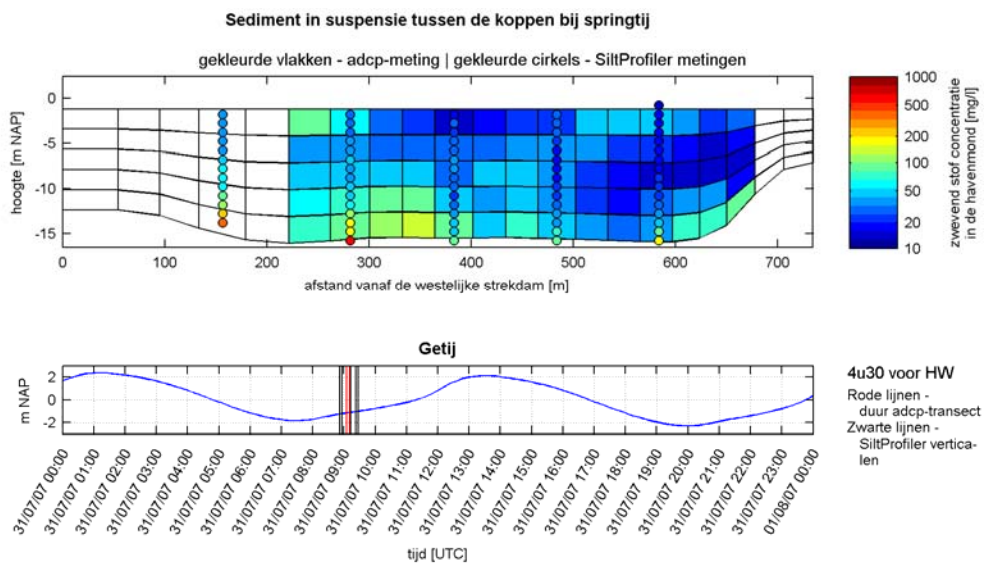 Sediment in suspensie tussen de koppen bij springtij
gekleurde vlakken - adcp-meting | gekleurde cirkels - SiltProfiler metingen
hoogte [m NAP]
0
-5
-10
-15
0 100 200 300 400 500 600 700
afstand vanaf de westelijke strekdam [m]
1000
500
200
100
50
20
10
zwevend stof concentratie
in de havenmond [mg/l]
Getij
m NAP
2
0
-2
31/07/07 00:00
31/07/07 01:00
31/07/07 02:00
31/07/07 03:00
31/07/07 04:00
31/07/07 05:00
31/07/07 06:00
31/07/07 07:00
31/07/07 08:00
31/07/07 09:00
31/07/07 10:00
31/07/07 11:00
31/07/07 12:00
31/07/07 13:00
31/07/07 14:00
31/07/07 15:00
31/07/07 16:00
31/07/07 17:00
31/07/07 18:00
31/07/07 19:00
31/07/07 20:00
31/07/07 21:00
31/07/07 22:00
31/07/07 23:00
01/08/07 00:00
tijd [UTC]
4u30 voor HW
Rode lijnen -
duur adcp-transect
Zwarte lijnen -
SiltProfiler vertica-
len